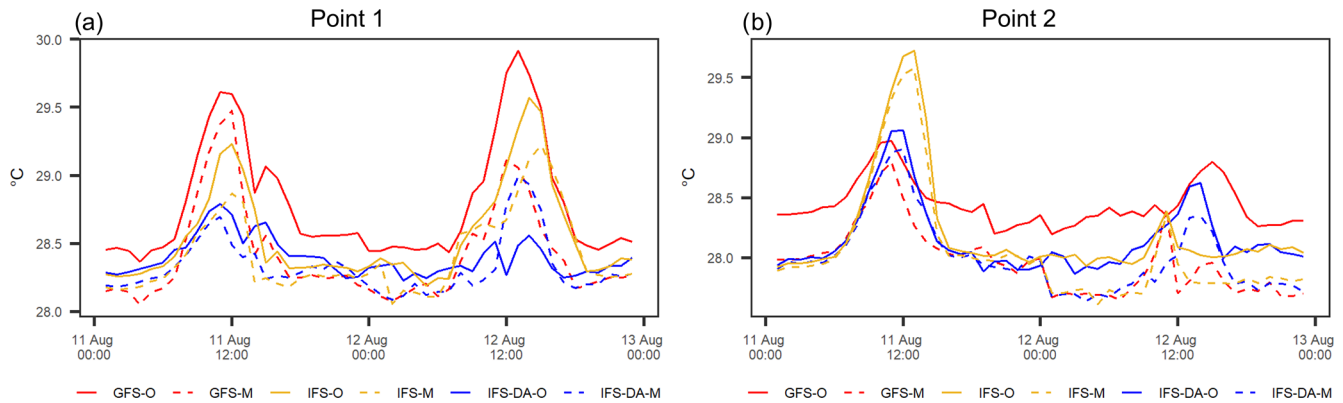 (a) Point 1
30.0
29.5
29.0
28.5
28.0
°C
11 Aug 11 Aug 12 Aug 12 Aug 13 Aug
00:00 12:00 00:00 12:00 00:00
GFS-O GFS-M IFS-O IFS-M IFS-DA-O IFS-DA-M
(b) Point 2
29.5
29.0
28.5
28.0
°C
11 Aug 11 Aug 12 Aug 12 Aug 13 Aug
00:00 12:00 00:00 12:00 00:00
GFS-O GFS-M IFS-O IFS-M IFS-DA-O IFS-DA-M